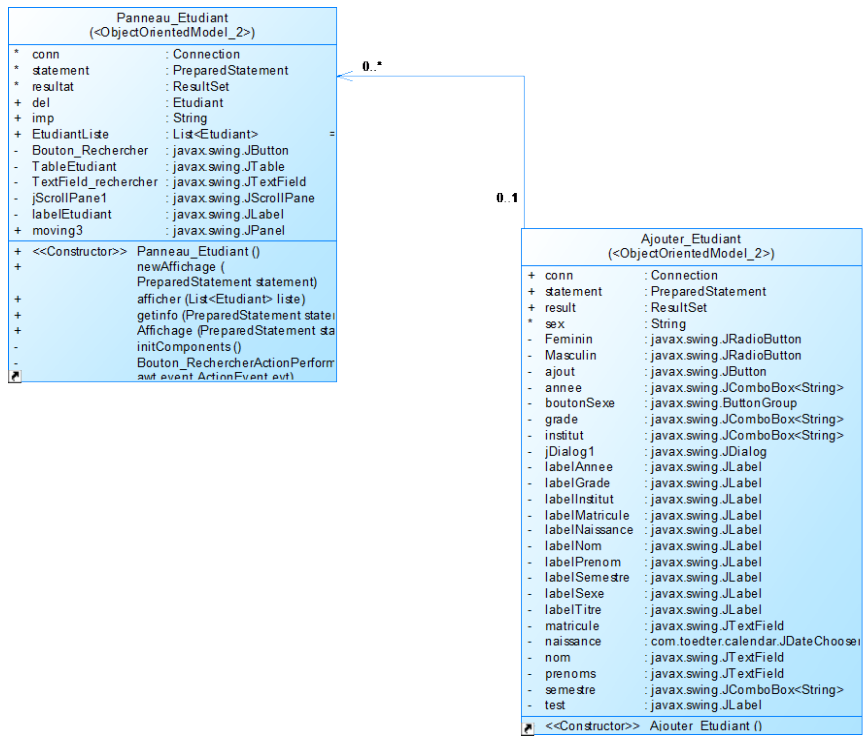 Panneau_Etudiant
(<ObjectOrientedModel_2>)
* conn : Connection
* statement : PreparedStatement
* resultat : ResultSet
+ del : Etudiant
+ imp : String
+ EtudiantListe : List<Etudiant> =
- Bouton_Rechercher : javax.swing.JButton
- TableEtudiant : javax.swing.JTable
- TextField_rechercher : javax.swing.JTextField
- jScrollPane1 : javax.swing.JScrollPane
- labelEtudiant : javax.swing.JLabel
+ moving3 : javax.swing.JPanel
+ <<Constructor>> Panneau_Etudiant ()
+ newAffichage (
PreparedStatement statement)
+ afficher (List<Etudiant> liste)
+ getinfo (PreparedStatement state
+ Affichage (PreparedStatement sta
- initComponents ()
- Bouton_RechercherActionPerform
awt.event.ActionEvent evt)
0..*
0..1
Ajouter_Etudiant
(<ObjectOrientedModel_2>)
+ conn : Connection
+ statement : PreparedStatement
+ result : ResultSet
* sex : String
- Feminin : javax.swing.JRadioButton
- Masculin : javax.swing.JRadioButton
- ajout : javax.swing.JButton
- annee : javax.swing.JComboBox<String>
- boutonSexe : javax.swing.ButtonGroup
- grade : javax.swing.JComboBox<String>
- institut : javax.swing.JComboBox<String>
- jDialog1 : javax.swing.JDialog
- labelAnnee : javax.swing.JLabel
- labelGrade : javax.swing.JLabel
- labelInstitut : javax.swing.JLabel
- labelMatricule : javax.swing.JLabel
- labelNaissance : javax.swing.JLabel
- labelNom : javax.swing.JLabel
- labelPrenom : javax.swing.JLabel
- labelSemestre : javax.swing.JLabel
- labelSexe : javax.swing.JLabel
- labelTitre : javax.swing.JLabel
- matricule : javax.swing.JTextField
- naissance : com.toedter.calendar.JDateChooser
- nom : javax.swing.JTextField
- prenoms : javax.swing.JTextField
- semestre : javax.swing.JComboBox<String>
- test : javax.swing.JLabel
<<Constructor>> Ajouter_Etudiant ()